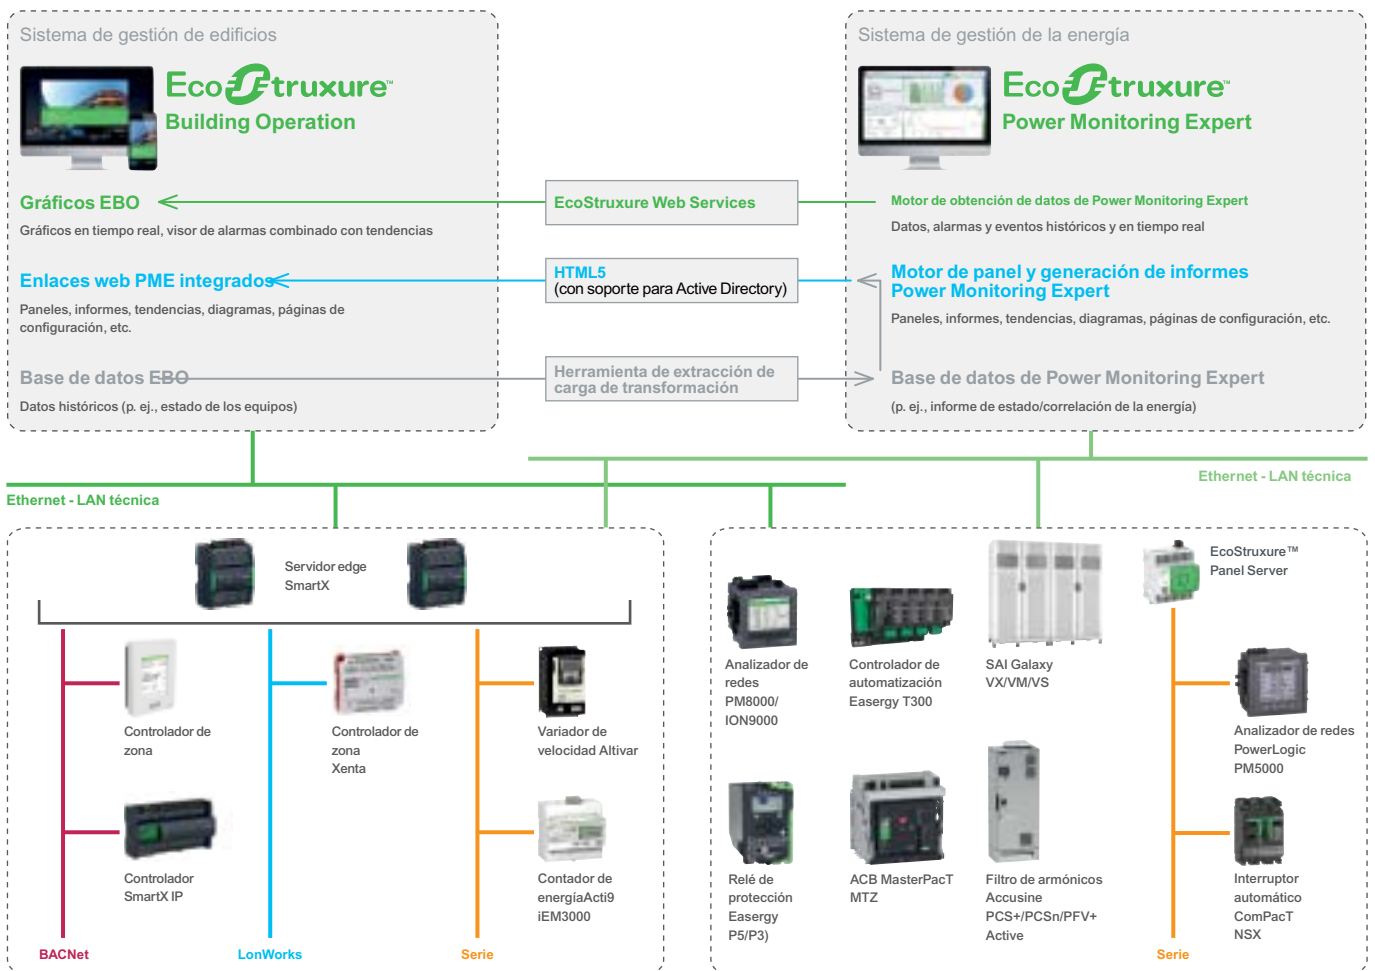 Sistema de gestión de edificios
EcoStruxure™
Building Operation
Gráficos EBO
Gráficos en tiempo real, visor de alarmas combinado con tendencias
Enlaces web PME integrados
Paneles, informes, tendencias, diagramas, páginas de
configuración, etc.
Base de datos EBO
Datos históricos (p. ej., estado de los equipos)
EcoStruxure Web Services
HTML5
(con soporte para Active Directory)
Herramienta de extracción de
carga de transformación
Sistema de gestión de la energía
EcoStruxure™
Power Monitoring Expert
Motor de obtención de datos de Power Monitoring Expert
Datos, alarmas y eventos históricos y en tiempo real
Motor de panel y generación de informes
Power Monitoring Expert
Paneles, informes, tendencias, diagramas, páginas de configuración, etc.
Base de datos de Power Monitoring Expert
(p. ej., informe de estado/correlación de la energía)
Ethernet - LAN técnica
Ethernet - LAN técnica
Servidor edge
SmartX
Controlador de
zona
Controlador
SmartX IP
BACNet
Controlador de
zona
Xenta
LonWorks
Variador de
velocidad Altivar
Contador de
energíaActi9
iEM3000
Serie
Analizador de
redes
PM8000/
ION9000
Controlador de
automatización
Easergy T300
SAI Galaxy
VX/VM/VS
EcoStruxure™
Panel Server
Analizador de redes
PowerLogic
PM5000
Relé de
protección
Easergy
P5/P3)
ACB MasterPacT
MTZ
Filtro de armónicos
Accusine
PCS+/PCSn/PFV+
Active
Interruptor
automático
ComPacT
NSX
Serie